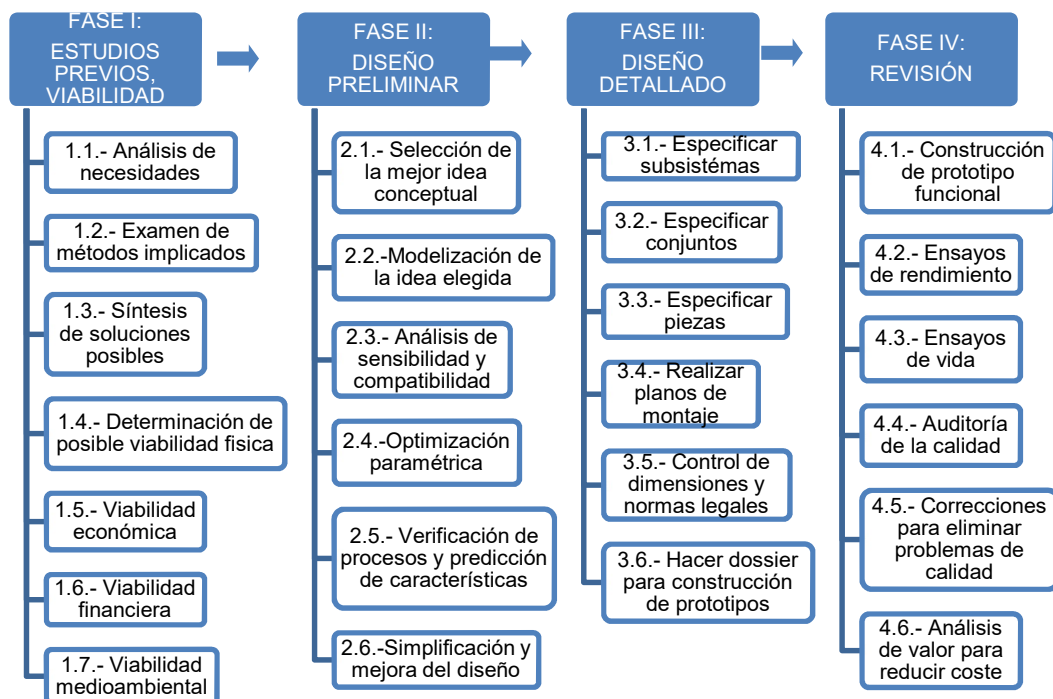 FASE I:
ESTUDIOS
PREVIOS,
VIABILIDAD
1.1.- Análisis de
necesidades
1.2.- Examen de
métodos implicados
1.3.- Síntesis
de soluciones
posibles
1.4.- Determinación de
posible viabilidad fisica
1.5.- Viabilidad
económica
1.6.- Viabilidad
financiera
1.7.- Viabilidad
medioambiental
FASE II:
DISEÑO
PRELIMINAR
2.1.- Selección de
la mejor idea
conceptual
2.2.-Modelización de
la idea elegida
2.3.- Análisis de
sensibilidad y
compatibilidad
2.4.-Optimización
paramétrica
2.5.- Verificación de
procesos y predicción
de característícas
2.6.-Simplificación y
mejora del diseño
FASE III:
DISEÑO
DETALLADO
3.1.- Especificar
subsistémas
3.2.- Especificar
conjuntos
3.3.- Especificar
piezas
3.4.- Realizar
planos de
montaje
3.5.- Control de
dimensiones y
normas legales
3.6.- Hacer dossier
para construcción
de prototipos
FASE IV:
REVISIÓN
4.1.- Construcción
de prototipo
funcional
4.2.- Ensayos
de rendimiento
4.3.- Ensayos
de vida
4.4.- Auditoría
de la calidad
4.5.- Correcciones
para eliminar
problemas de
calidad
4.6.- Análisis
de valor para
reducir coste